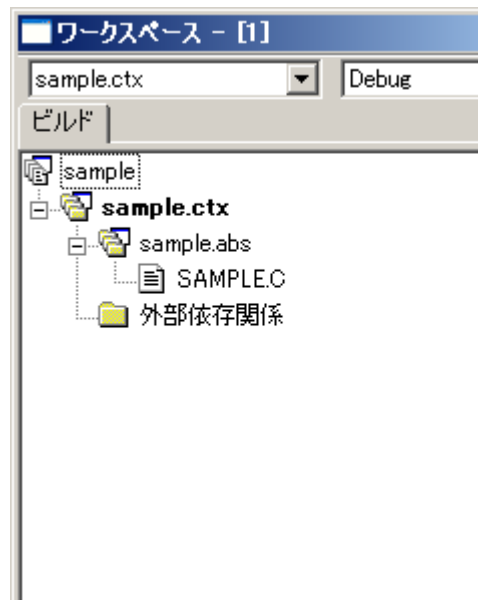 ワークスペース - [1]
sample.ctx Debug
ビルド
sample
sample.ctx
sample.abs
SAMPLE.C
外部依存関係